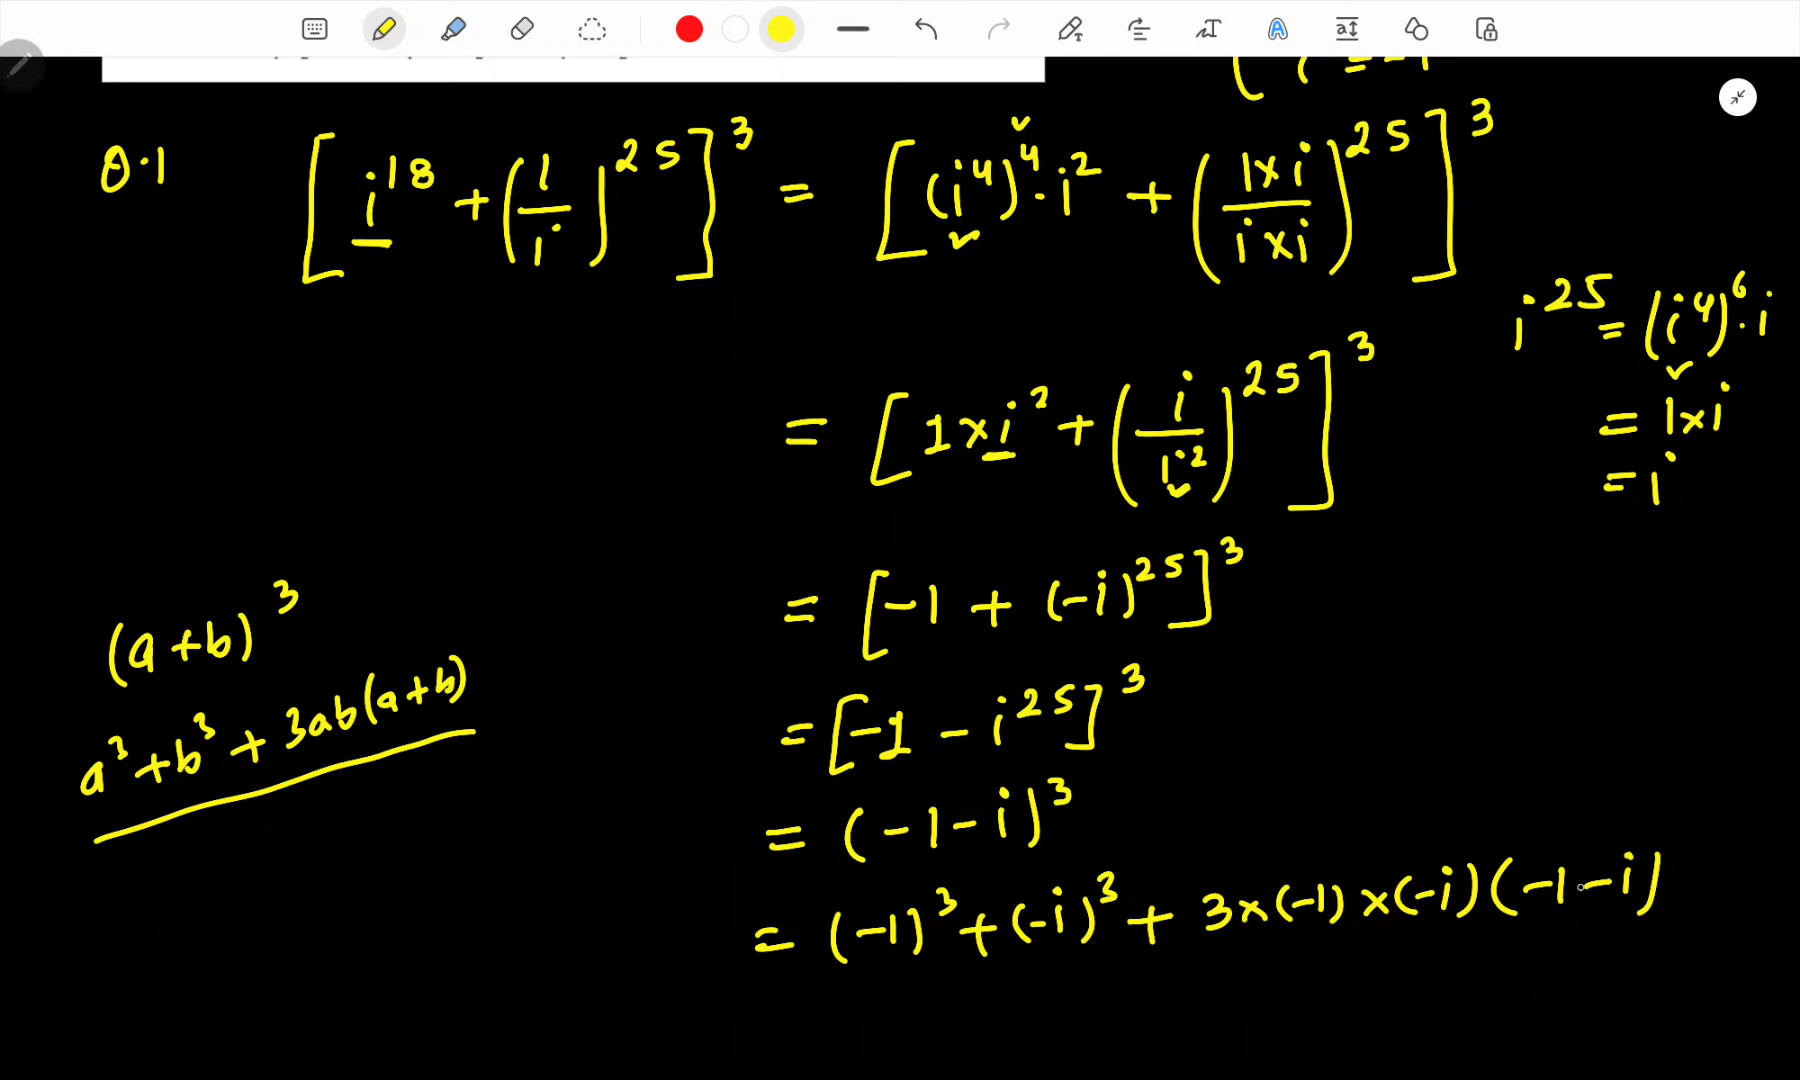 Q.1 [i^18 + (1/i)^25]^3 = [(i^4)^4 · i^2 + (1×i/i×i)^25]^3
i^25 = (i^4)^6 · i
= [1×i^2 + (i/i^2)^25]^3
= 1×i
= i
= [-1 + (-i)^25]^3
(a+b)^3
= [-1 - i^25]^3
a^3+b^3+3ab(a+b)
= (-1-i)^3
= (-1)^3+(-i)^3+3×(-1)×(-i)(-1-i)